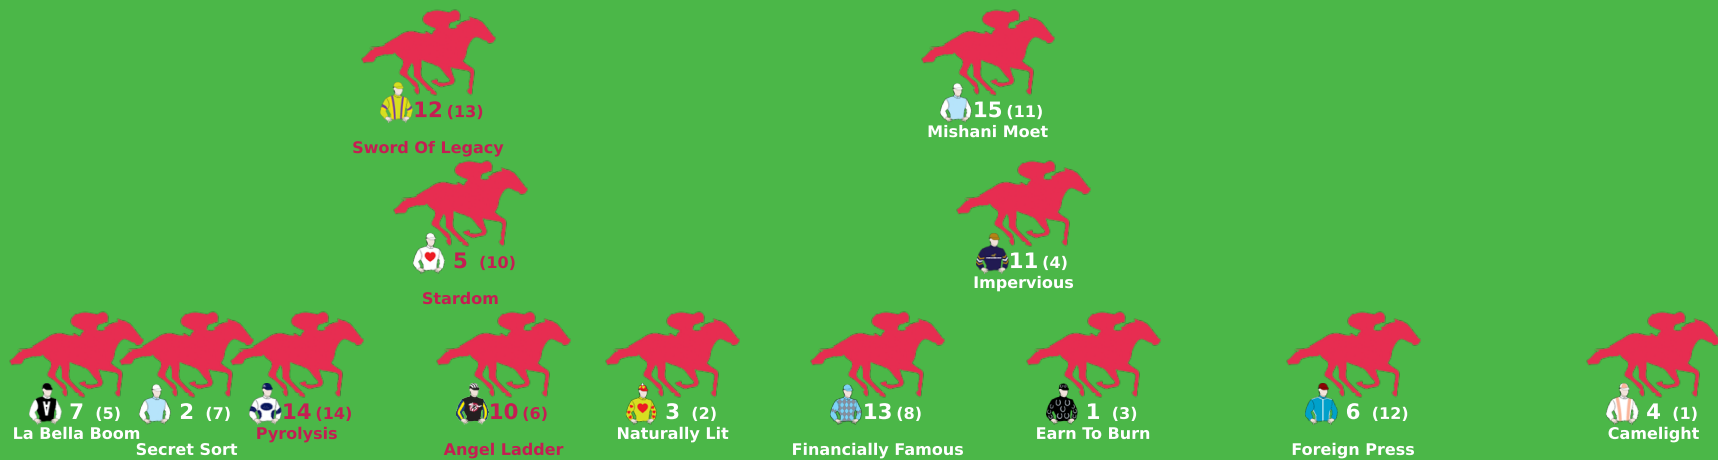 12 (13)
Sword Of Legacy
15 (11)
Mishani Moet
5 (10)
Stardom
11 (4)
Impervious
7 (5)
La Bella Boom
2 (7)
Secret Sort
14 (14)
Pyrolysis
10 (6)
Angel Ladder
3 (2)
Naturally Lit
13 (8)
Financially Famous
1 (3)
Earn To Burn
6 (12)
Foreign Press
4 (1)
Camelight